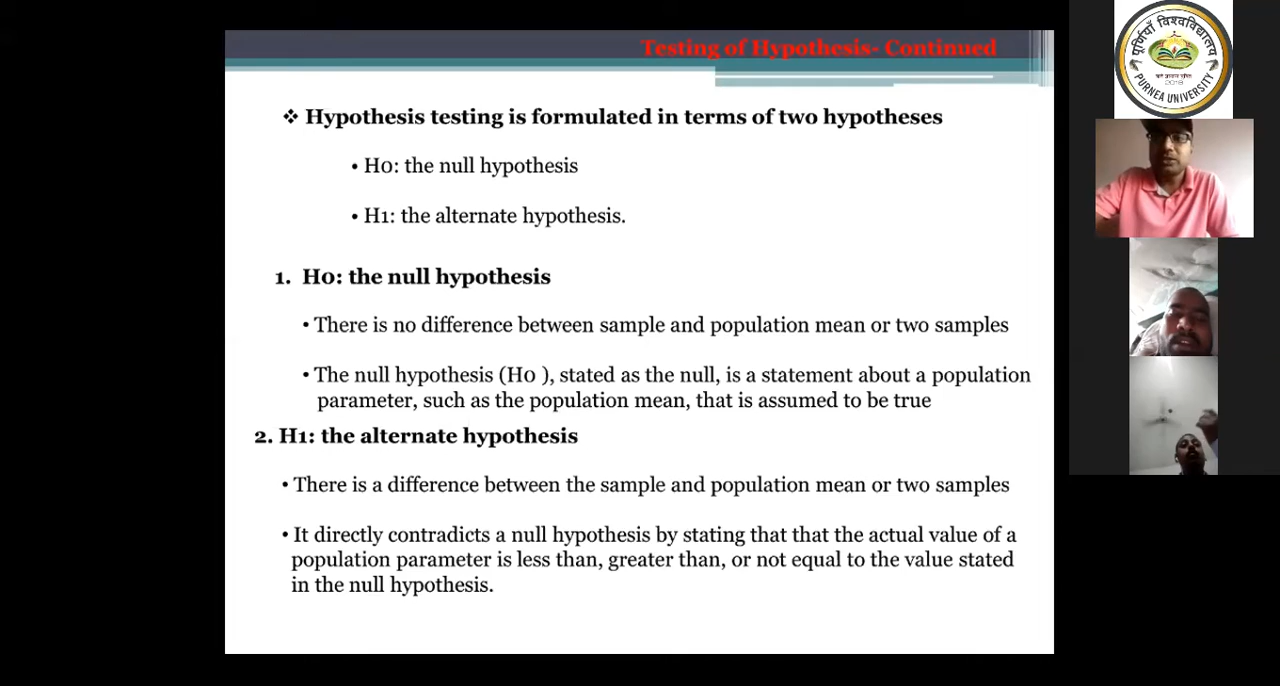 Testing of Hypothesis- Continued
❖ Hypothesis testing is formulated in terms of two hypotheses
• H0: the null hypothesis
• H1: the alternate hypothesis.
1. H0: the null hypothesis
• There is no difference between sample and population mean or two samples
• The null hypothesis (H0 ), stated as the null, is a statement about a population
parameter, such as the population mean, that is assumed to be true
2. H1: the alternate hypothesis
• There is a difference between the sample and population mean or two samples
• It directly contradicts a null hypothesis by stating that that the actual value of a
population parameter is less than, greater than, or not equal to the value stated
in the null hypothesis.
पूर्णियाँ विश्वविद्यालय
2018
PURNEA UNIVERSITY